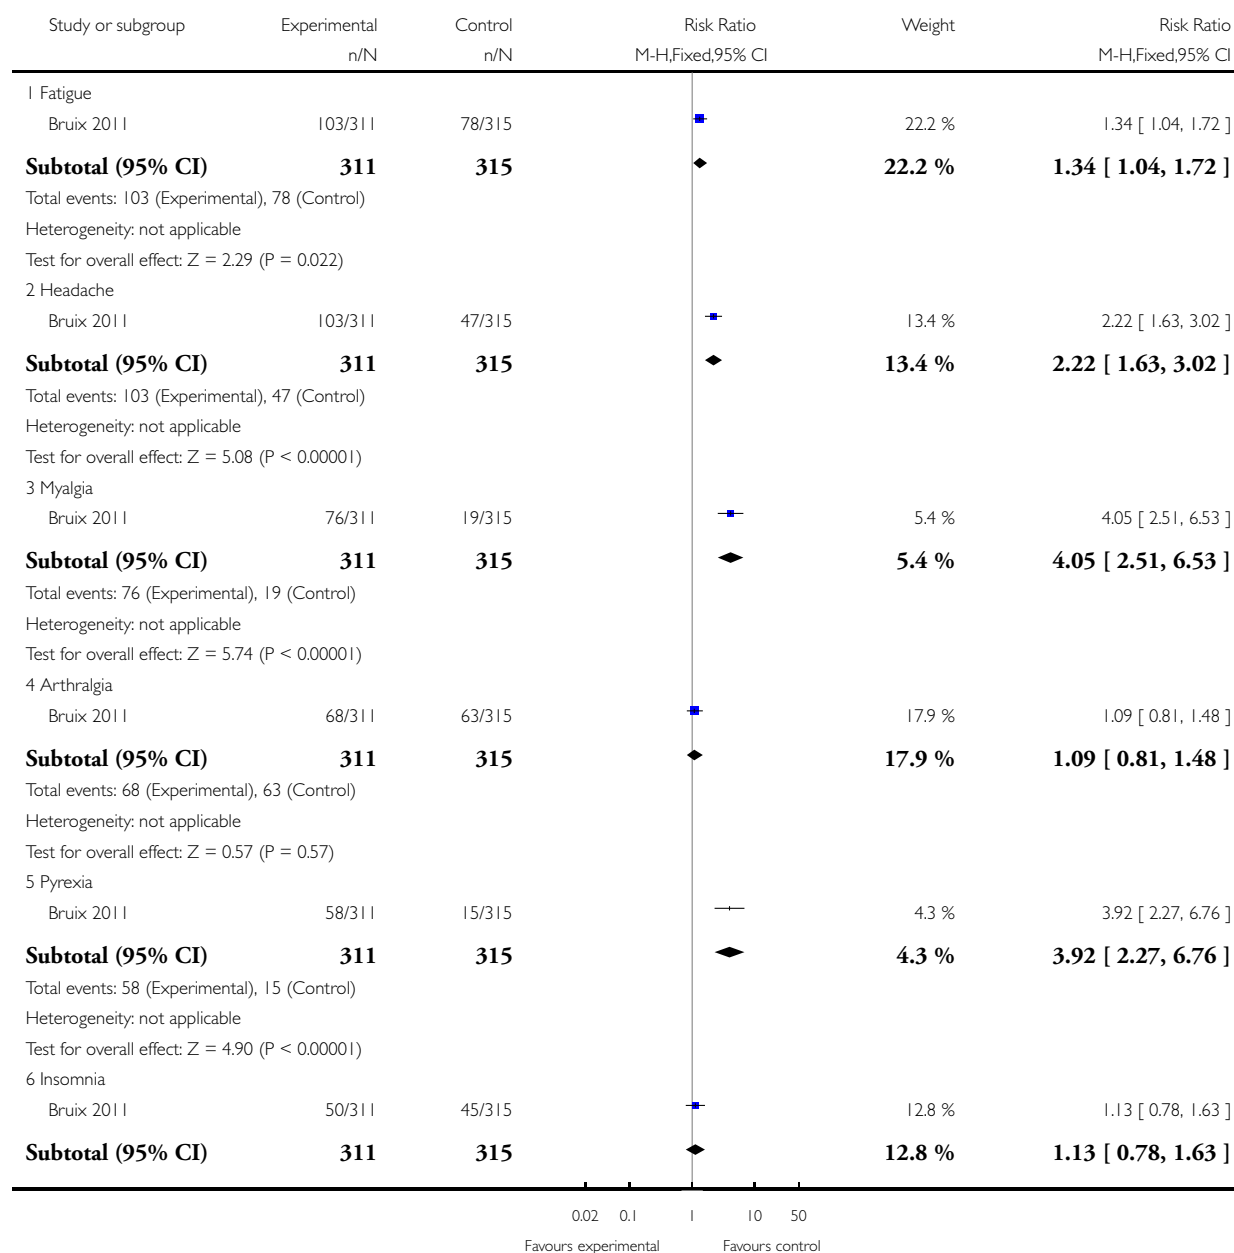 Study or subgroup Experimental Control Risk Ratio Weight Risk Ratio
n/N n/N M-H,Fixed,95% CI M-H,Fixed,95% CI
1 Fatigue
Bruix 2011 103/311 78/315 22.2 % 1.34 [ 1.04, 1.72 ]
Subtotal (95% CI) 311 315 22.2 % 1.34 [ 1.04, 1.72 ]
Total events: 103 (Experimental), 78 (Control)
Heterogeneity: not applicable
Test for overall effect: Z = 2.29 (P = 0.022)
2 Headache
Bruix 2011 103/311 47/315 13.4 % 2.22 [ 1.63, 3.02 ]
Subtotal (95% CI) 311 315 13.4 % 2.22 [ 1.63, 3.02 ]
Total events: 103 (Experimental), 47 (Control)
Heterogeneity: not applicable
Test for overall effect: Z = 5.08 (P < 0.00001)
3 Myalgia
Bruix 2011 76/311 19/315 5.4 % 4.05 [ 2.51, 6.53 ]
Subtotal (95% CI) 311 315 5.4 % 4.05 [ 2.51, 6.53 ]
Total events: 76 (Experimental), 19 (Control)
Heterogeneity: not applicable
Test for overall effect: Z = 5.74 (P < 0.00001)
4 Arthralgia
Bruix 2011 68/311 63/315 17.9 % 1.09 [ 0.81, 1.48 ]
Subtotal (95% CI) 311 315 17.9 % 1.09 [ 0.81, 1.48 ]
Total events: 68 (Experimental), 63 (Control)
Heterogeneity: not applicable
Test for overall effect: Z = 0.57 (P = 0.57)
5 Pyrexia
Bruix 2011 58/311 15/315 4.3 % 3.92 [ 2.27, 6.76 ]
Subtotal (95% CI) 311 315 4.3 % 3.92 [ 2.27, 6.76 ]
Total events: 58 (Experimental), 15 (Control)
Heterogeneity: not applicable
Test for overall effect: Z = 4.90 (P < 0.00001)
6 Insomnia
Bruix 2011 50/311 45/315 12.8 % 1.13 [ 0.78, 1.63 ]
Subtotal (95% CI) 311 315 12.8 % 1.13 [ 0.78, 1.63 ]
0.02 0.1 1 10 50
Favours experimental Favours control